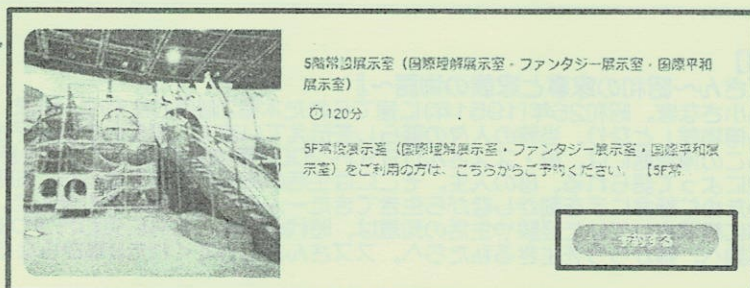 5階常設展示室（国際理解展示室・ファンタジー展示室・国際平和
展示室）
120分
5F常設展示室（国際理解展示室・ファンタジー展示室・国際平和展
示室）をご利用の方は、こちらからご予約ください。【5F常
予約する